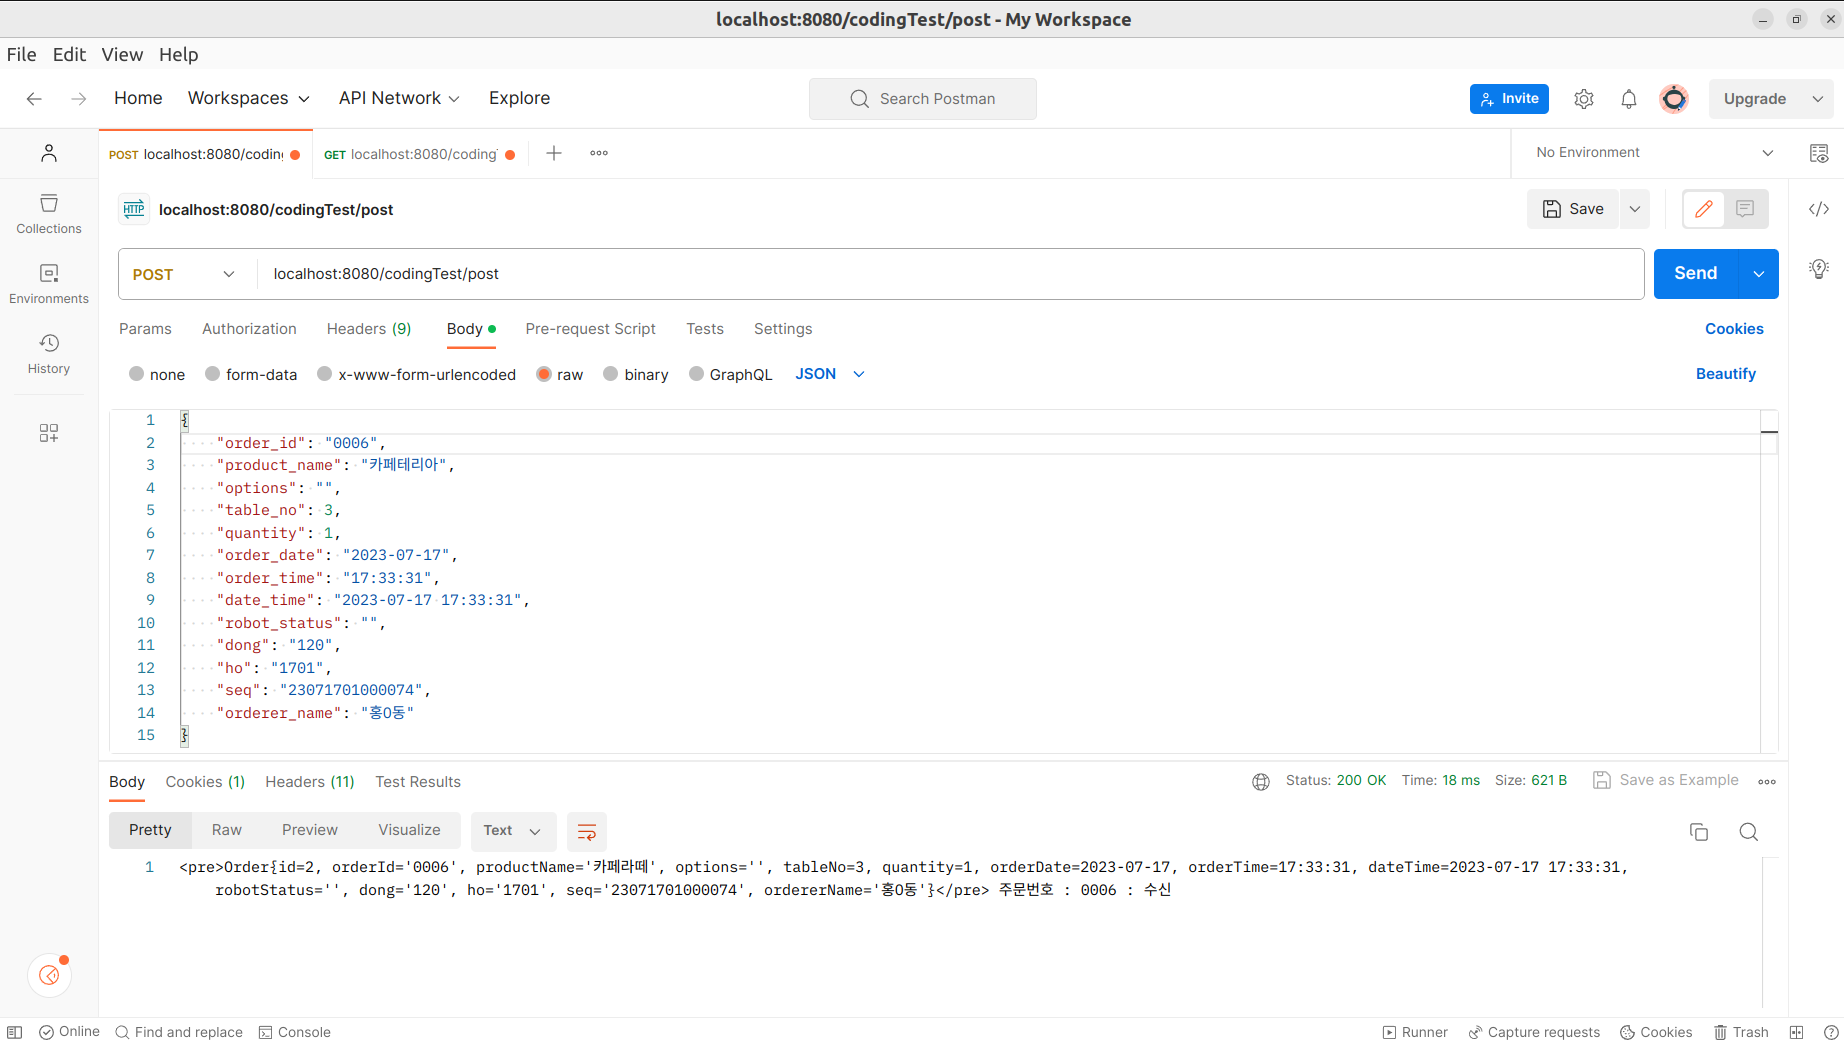 localhost:8080/codingTest/post - My Workspace
File Edit View Help
Home Workspaces API Network Explore Search Postman Invite Upgrade
POST localhost:8080/codin GET localhost:8080/coding No Environment
HTTP localhost:8080/codingTest/post Save
Collections
POST localhost:8080/codingTest/post Send
Environments
Params Authorization Headers (9) Body Pre-request Script Tests Settings Cookies
History
none form-data x-www-form-urlencoded raw binary GraphQL JSON Beautify
1 {
2 "order_id": "0006",
3 "product_name": "카페테리아",
4 "options": "",
5 "table_no": 3,
6 "quantity": 1,
7 "order_date": "2023-07-17",
8 "order_time": "17:33:31",
9 "date_time": "2023-07-17 17:33:31",
10 "robot_status": "",
11 "dong": "120",
12 "ho": "1701",
13 "seq": "23071701000074",
14 "orderer_name": "홍O동"
15 }
Body Cookies (1) Headers (11) Test Results Status: 200 OK Time: 18 ms Size: 621 B Save as Example
Pretty Raw Preview Visualize Text
1 <pre>Order{id=2, orderId='0006', productName='카페라떼', options='', tableNo=3, quantity=1, orderDate=2023-07-17, orderTime=17:33:31, dateTime=2023-07-17 17:33:31,
robotStatus='', dong='120', ho='1701', seq='23071701000074', ordererName='홍O동'}</pre> 주문번호 : 0006 : 수신
Online Find and replace Console Runner Capture requests Cookies Trash